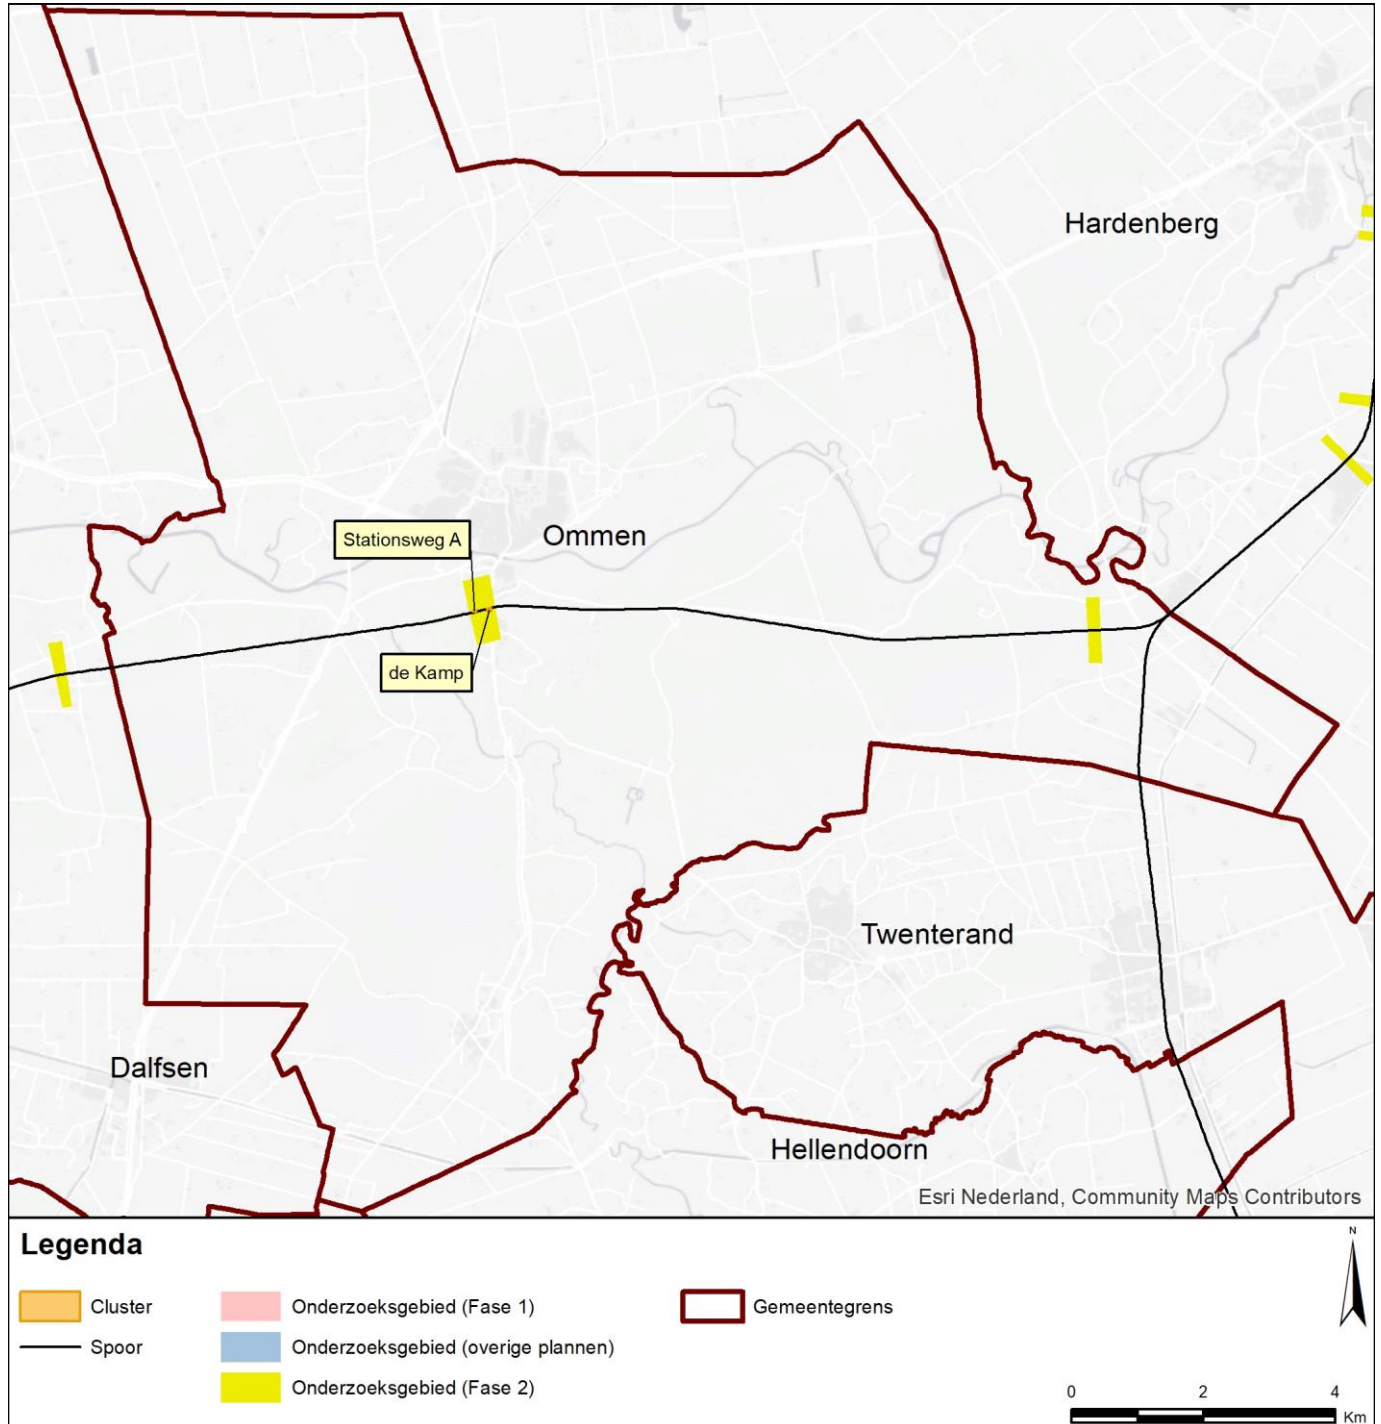 Hardenberg
Stationsweg A
Ommen
de Kamp
Twenterand
Dalfsen
Hellendoorn
Esri Nederland, Community Maps Contributors
Legenda
N
Cluster
Onderzoeksgebied (Fase 1)
Gemeentegrens
Spoor
Onderzoeksgebied (overige plannen)
Onderzoeksgebied (Fase 2)
0 2 4
Km